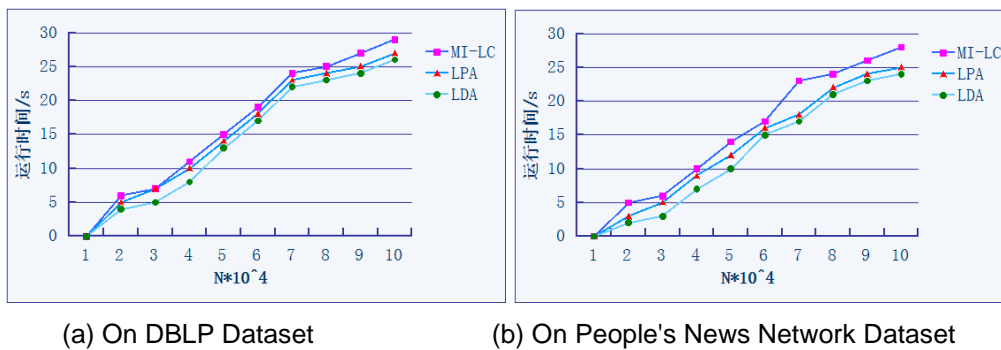 30
25
20
15
10
5
0
运行时间/s
1 2 3 4 5 6 7 8 9 10
N*10^4
MI-LC
LPA
LDA
(a) On DBLP Dataset
30
25
20
15
10
5
0
运行时间/s
1 2 3 4 5 6 7 8 9 10
N*10^4
MI-LC
LPA
LDA
(b) On People's News Network Dataset